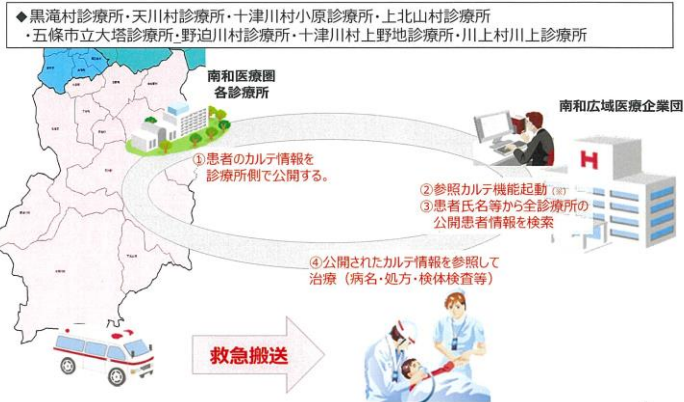 ◆黒滝村診療所・天川村診療所・十津川村小原診療所・上北山村診療所
・五條市立大塔診療所・野迫川村診療所・十津川村上野地診療所・川上村川上診療所
南和医療圏
各診療所
南和広域医療企業団
①患者のカルテ情報を
診療所側で公開する。
H
②参照カルテ機能起動(※)
③患者氏名等から全診療所の
公開患者情報を検索
④公開されたカルテ情報を参照して
治療（病名・処方・検体検査等）
救急搬送